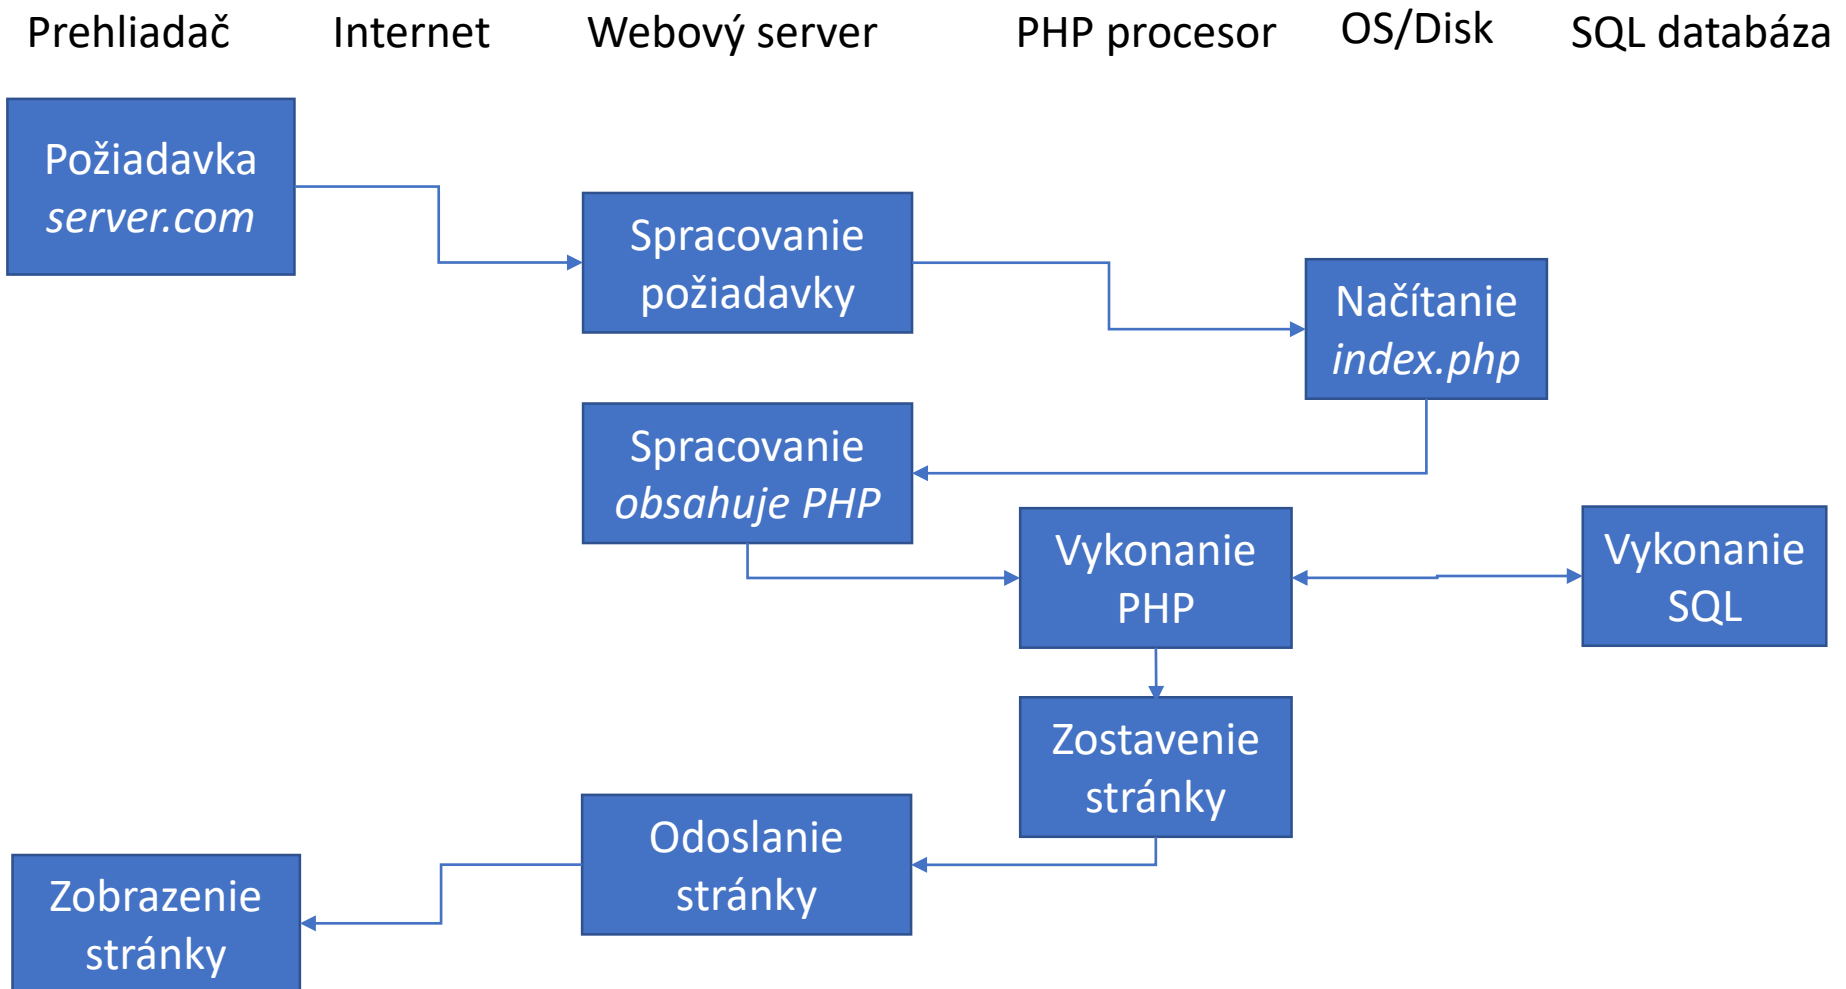 Prehliadač
Internet
Webový server
PHP procesor
OS/Disk
SQL databáza
Požiadavka
server.com
Spracovanie
požiadavky
Načítanie
index.php
Spracovanie
obsahuje PHP
Vykonanie
PHP
Vykonanie
SQL
Zostavenie
stránky
Odoslanie
stránky
Zobrazenie
stránky